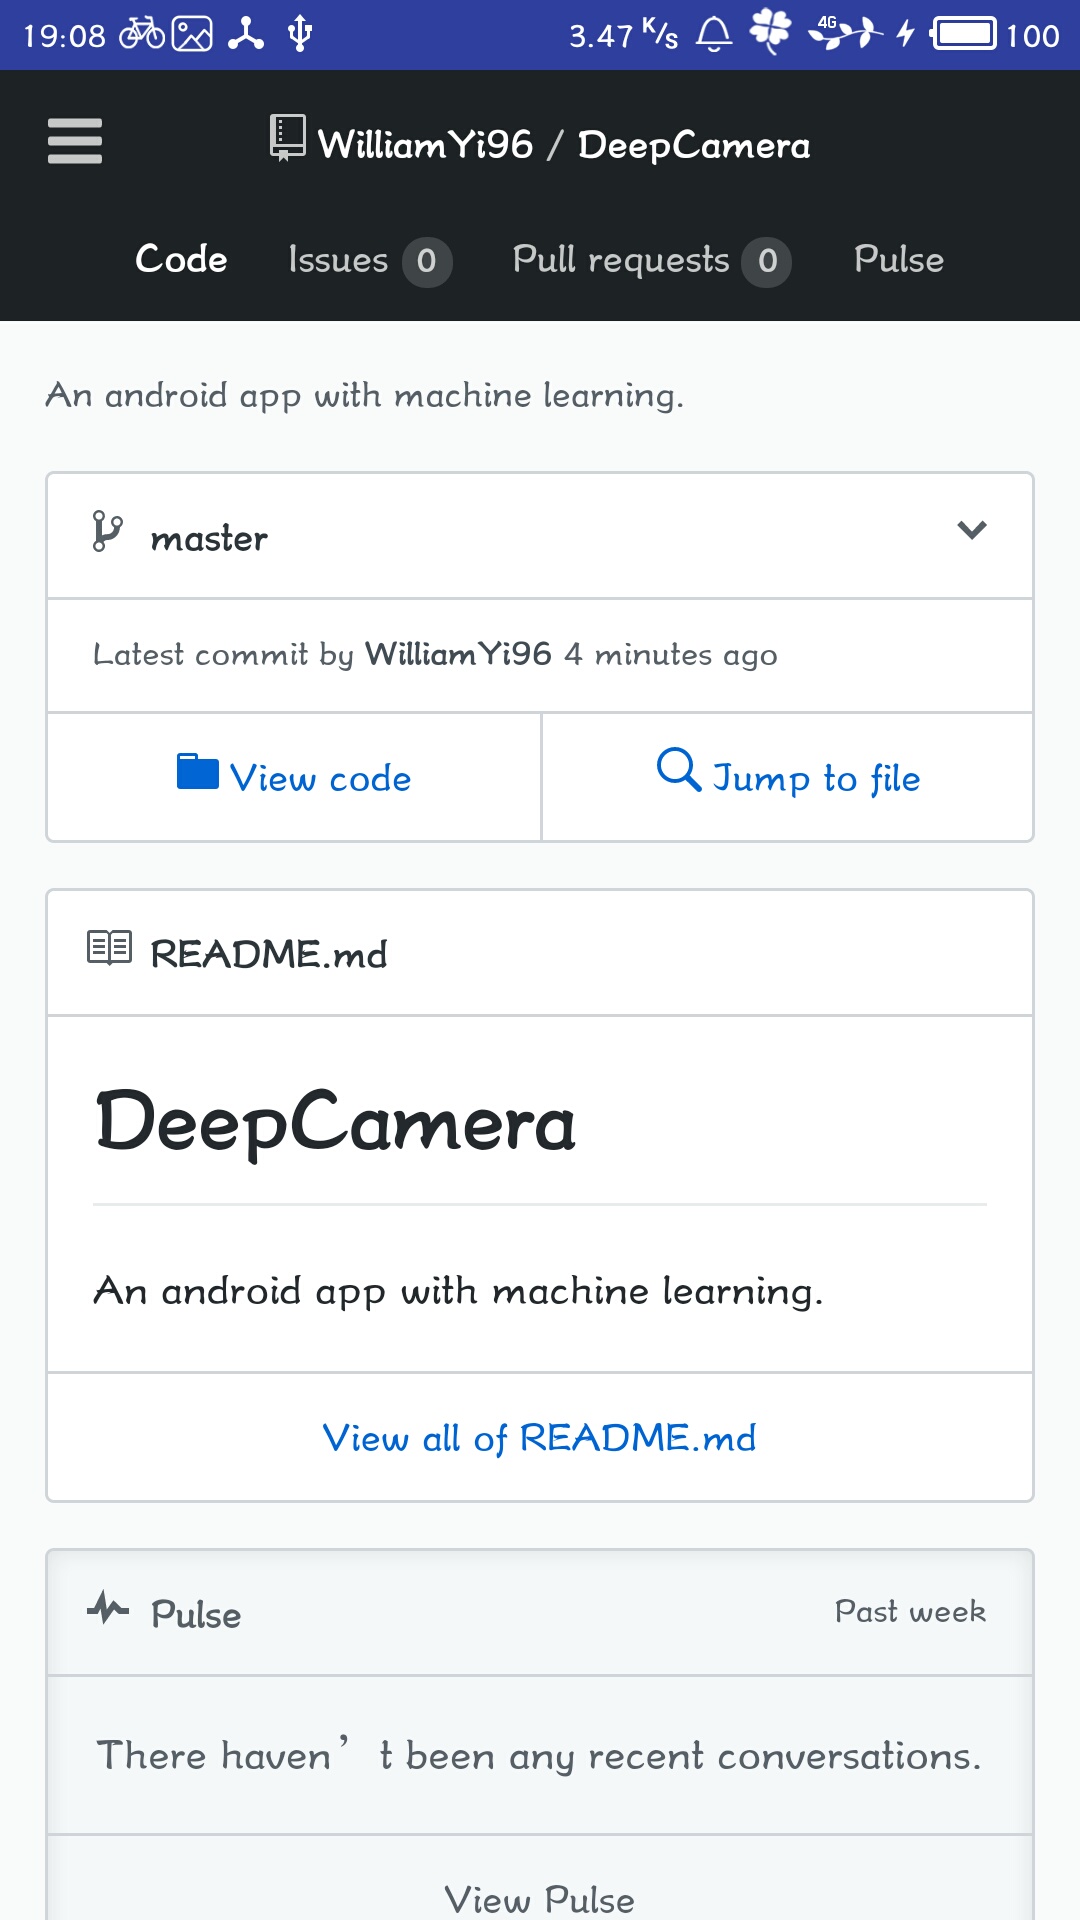 19:08 3.47 K/s 4G 100
WilliamYi96 / DeepCamera
Code Issues 0 Pull requests 0 Pulse
An android app with machine learning.
master
Latest commit by WilliamYi96 4 minutes ago
View code Jump to file
README.md
DeepCamera
An android app with machine learning.
View all of README.md
Pulse Past week
There haven’t been any recent conversations.
View Pulse